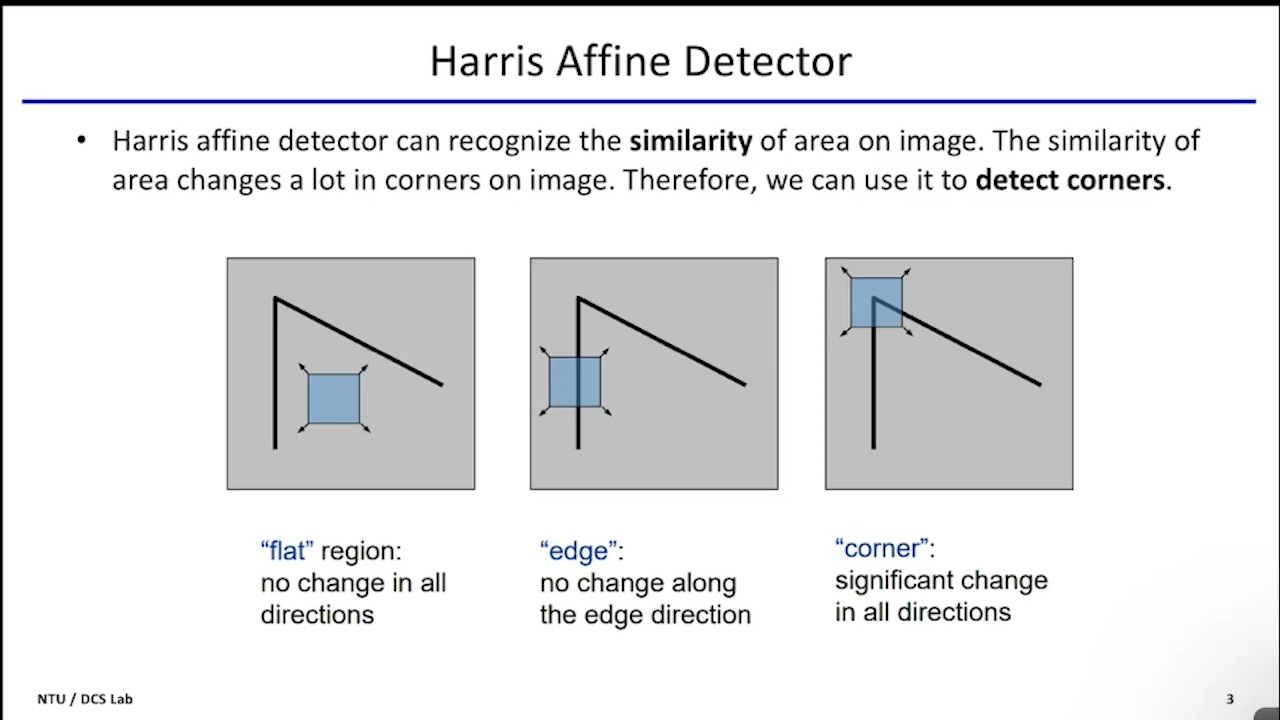 Harris Affine Detector
• Harris affine detector can recognize the similarity of area on image. The similarity of
area changes a lot in corners on image. Therefore, we can use it to detect corners.
“flat” region:
no change in all
directions
“edge”:
no change along
the edge direction
“corner”:
significant change
in all directions
NTU / DCS Lab
3